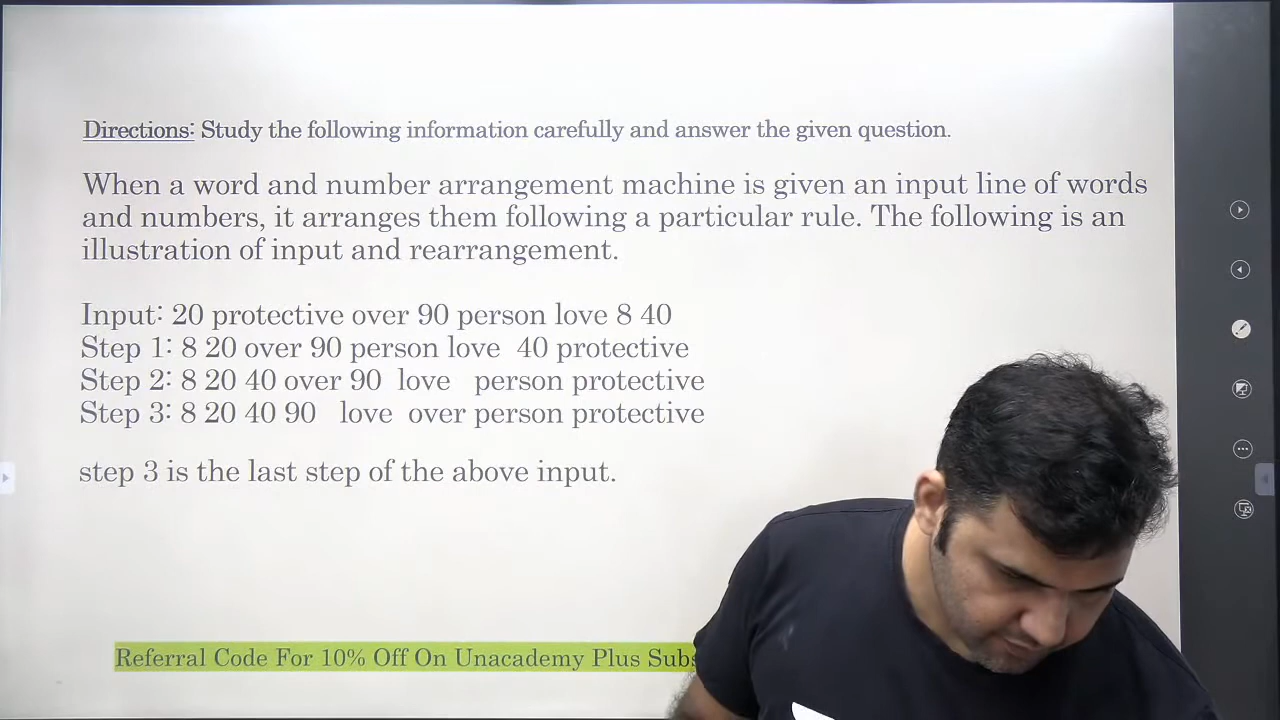 Directions: Study the following information carefully and answer the given question.
When a word and number arrangement machine is given an input line of words
and numbers, it arranges them following a particular rule. The following is an
illustration of input and rearrangement.
Input: 20 protective over 90 person love 8 40
Step 1: 8 20 over 90 person love 40 protective
Step 2: 8 20 40 over 90 love person protective
Step 3: 8 20 40 90 love over person protective
step 3 is the last step of the above input.
Referral Code For 10% Off On Unacademy Plus